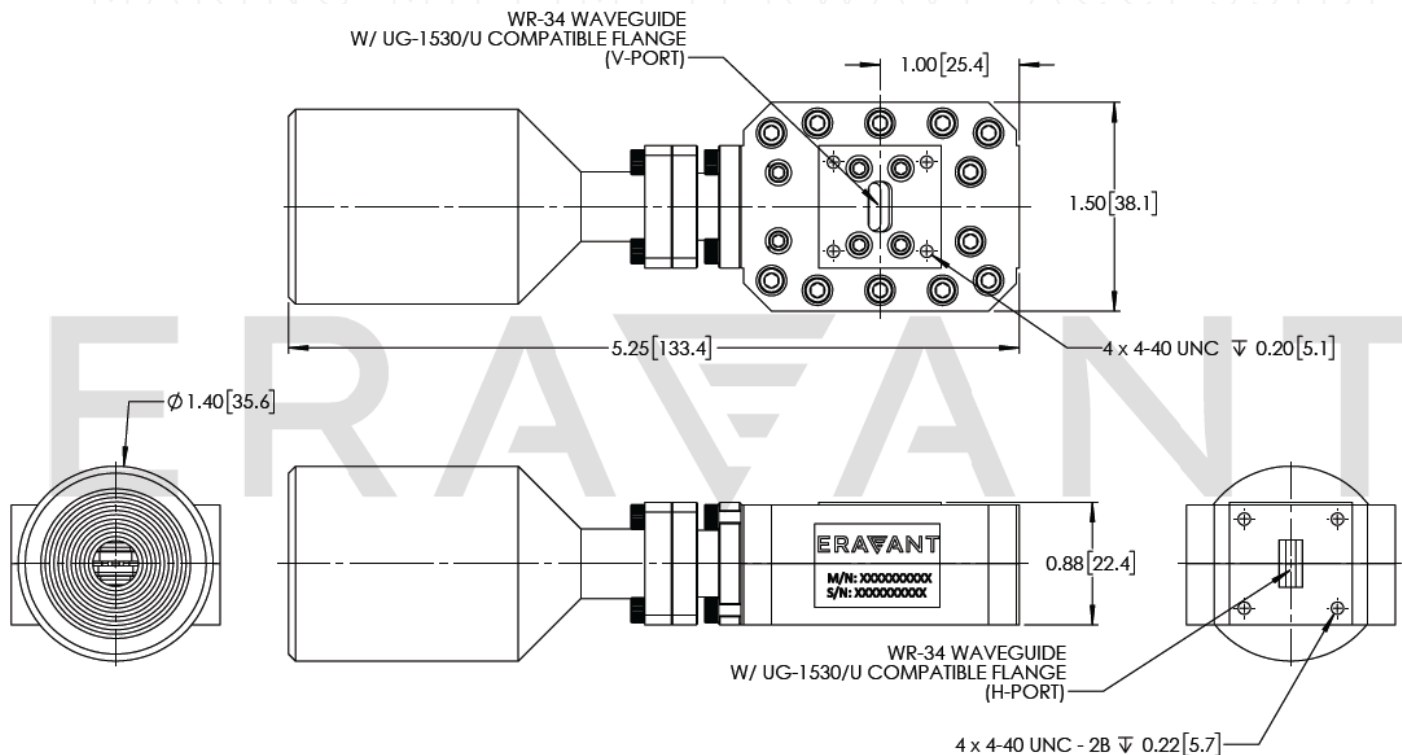 WR-34 WAVEGUIDE
W/ UG-1530/U COMPATIBLE FLANGE
(V-PORT)
1.00[25.4]
1.50[38.1]
5.25[133.4]
4 x 4-40 UNC ↧ 0.20[5.1]
ERAVANT
Ø1.40[35.6]
ERAVANT
M/N: XXXXXXXXXX
S/N: XXXXXXXXXX
0.88[22.4]
WR-34 WAVEGUIDE
W/ UG-1530/U COMPATIBLE FLANGE
(H-PORT)
4 x 4-40 UNC - 2B ↧ 0.22[5.7]